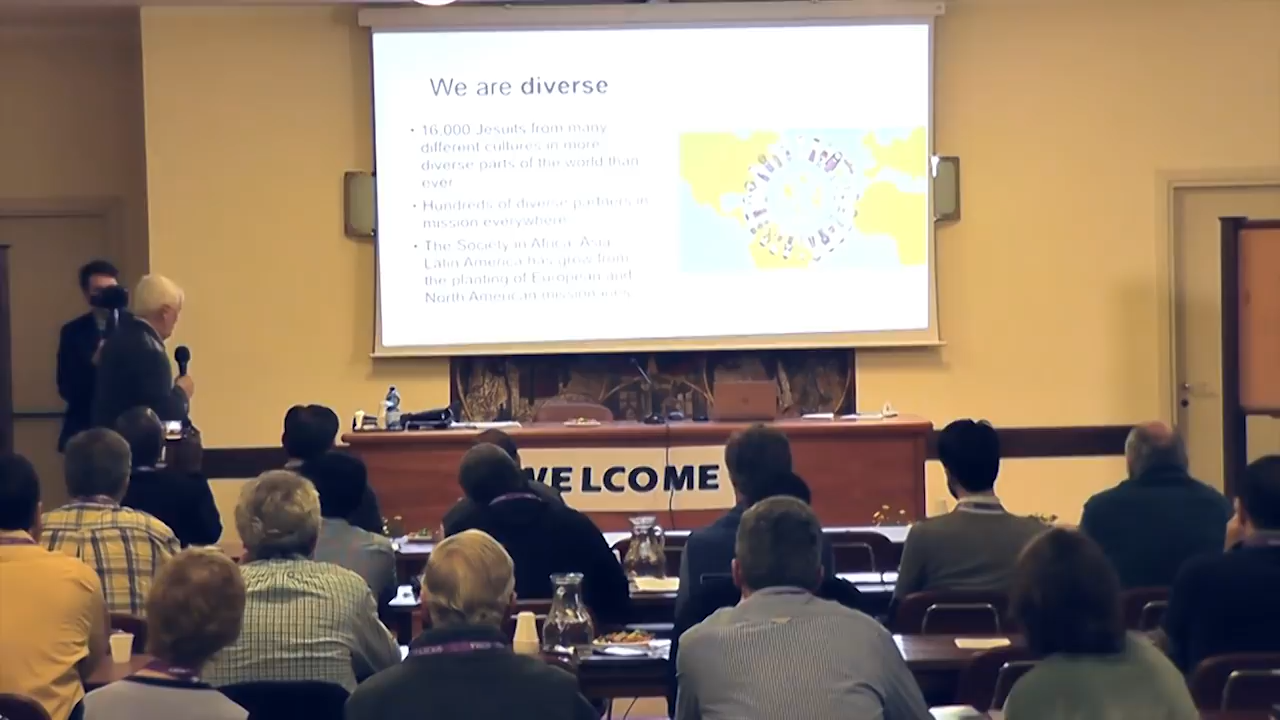 We are diverse
• 16,000 Jesuits from many
different cultures in more
diverse parts of the world than
ever
• Hundreds of diverse partners in
mission everywhere
• The Society in Africa, Asia,
Latin America has grow from
the planting of European and
North American missionaries
WELCOME